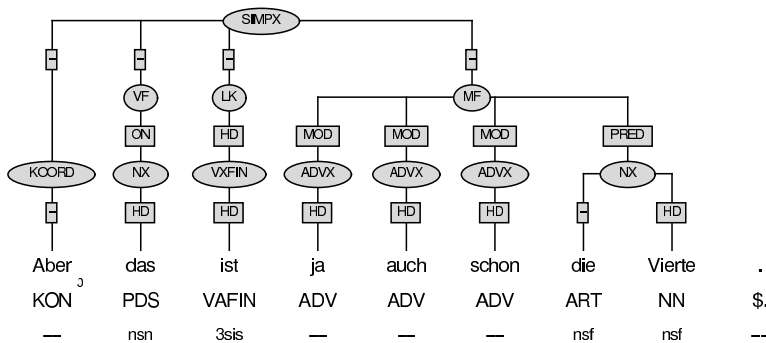 SIMPX
– – – –
VF LK MF
ON HD MOD MOD MOD PRED
KOORD NX VXFIN ADVX ADVX ADVX NX
– HD HD HD HD HD – HD
Aber das ist ja auch schon die Vierte .
0
KON PDS VAFIN ADV ADV ADV ART NN $.
–– nsn 3sis –– –– –– nsf nsf ––